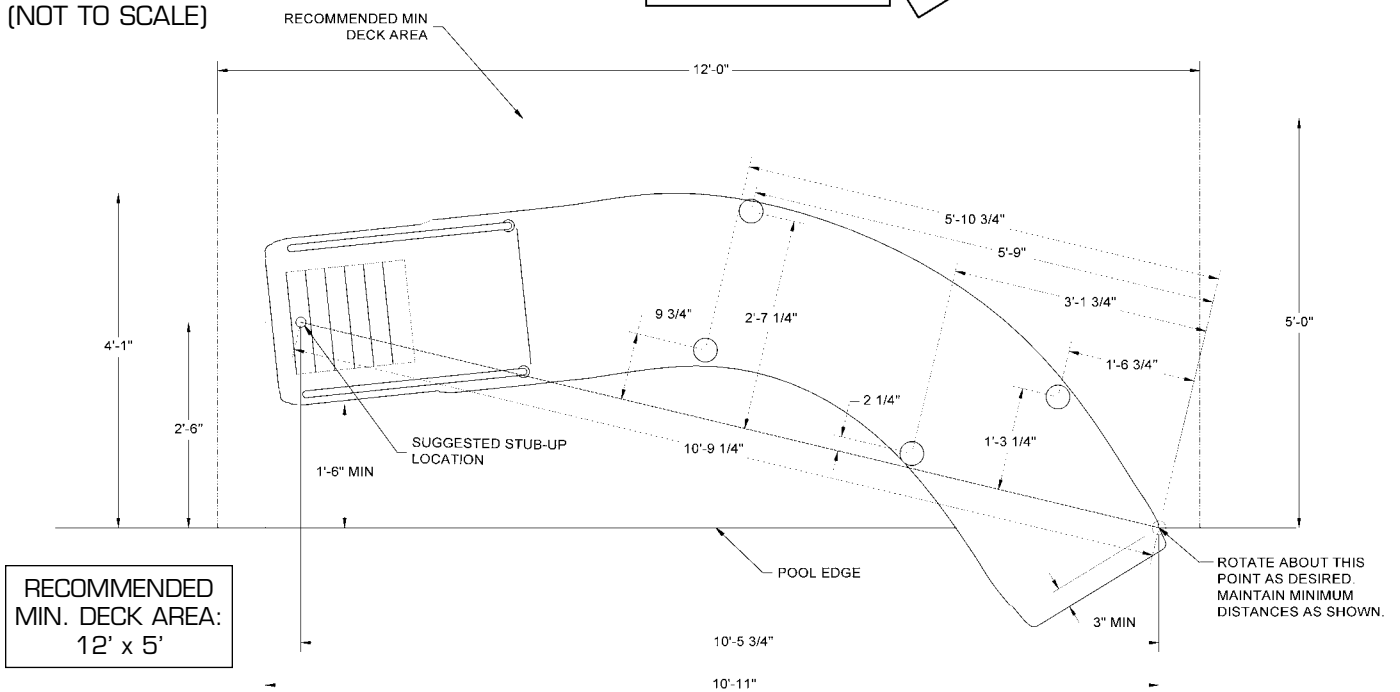 (NOT TO SCALE)
RECOMMENDED MIN
DECK AREA
12'-0"
5'-10 3/4"
5'-9"
3'-1 3/4"
1'-6 3/4"
5'-0"
4'-1"
9 3/4"
2'-7 1/4"
2'-6"
2 1/4"
1'-3 1/4"
SUGGESTED STUB-UP
LOCATION
10'-9 1/4"
1'-6" MIN
POOL EDGE
ROTATE ABOUT THIS
POINT AS DESIRED.
MAINTAIN MINIMUM
DISTANCES AS SHOWN.
3" MIN
RECOMMENDED
MIN. DECK AREA:
12' x 5'
10'-5 3/4"
10'-11"